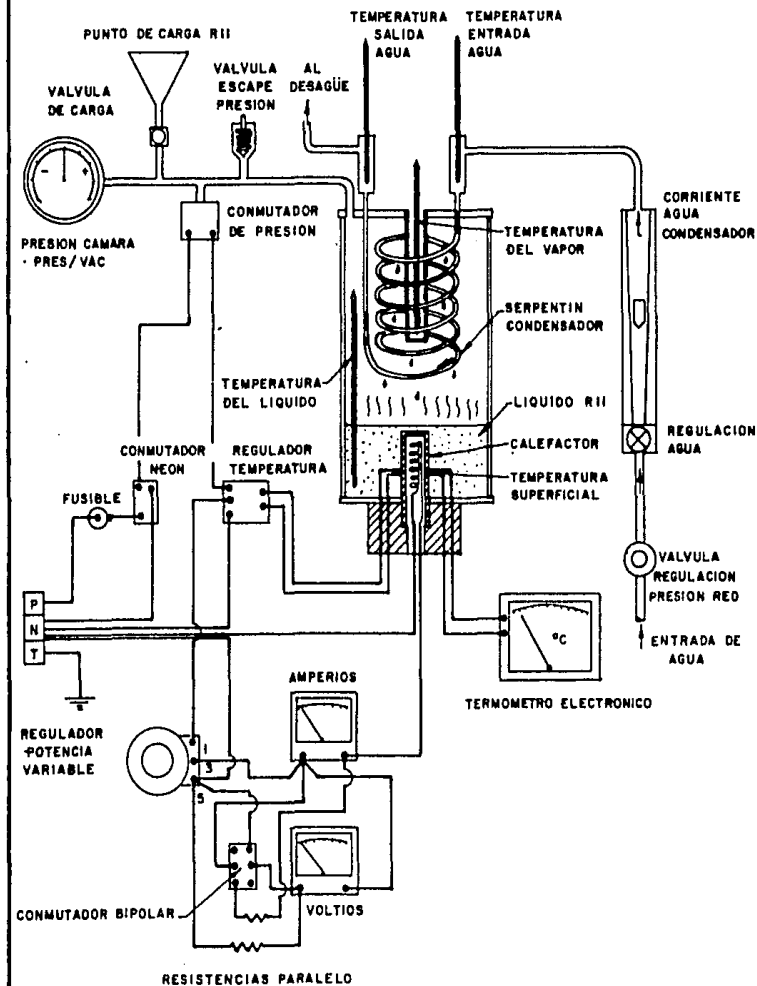 TEMPERATURA
SALIDA
AGUA
TEMPERATURA
ENTRADA
AGUA
PUNTO DE CARGA R11
VALVULA
ESCAPE
PRESION
AL
DESAGÜE
VALVULA
DE CARGA
- +
CONMUTADOR
DE PRESION
PRESION CAMARA
· PRES/VAC
CORRIENTE
AGUA
CONDENSADOR
TEMPERATURA
DEL VAPOR
SERPENTIN
CONDENSADOR
TEMPERATURA
DEL LIQUIDO
LIQUIDO R11
REGULACION
AGUA
CONMUTADOR
NEON
REGULADOR
TEMPERATURA
CALEFACTOR
TEMPERATURA
SUPERFICIAL
FUSIBLE
VALVULA
REGULACION
PRESION RED
P
N
T
°C
ENTRADA DE
AGUA
TERMOMETRO ELECTRONICO
AMPERIOS
REGULADOR
POTENCIA
VARIABLE
1
3
5
CONMUTADOR BIPOLAR
VOLTIOS
RESISTENCIAS PARALELO